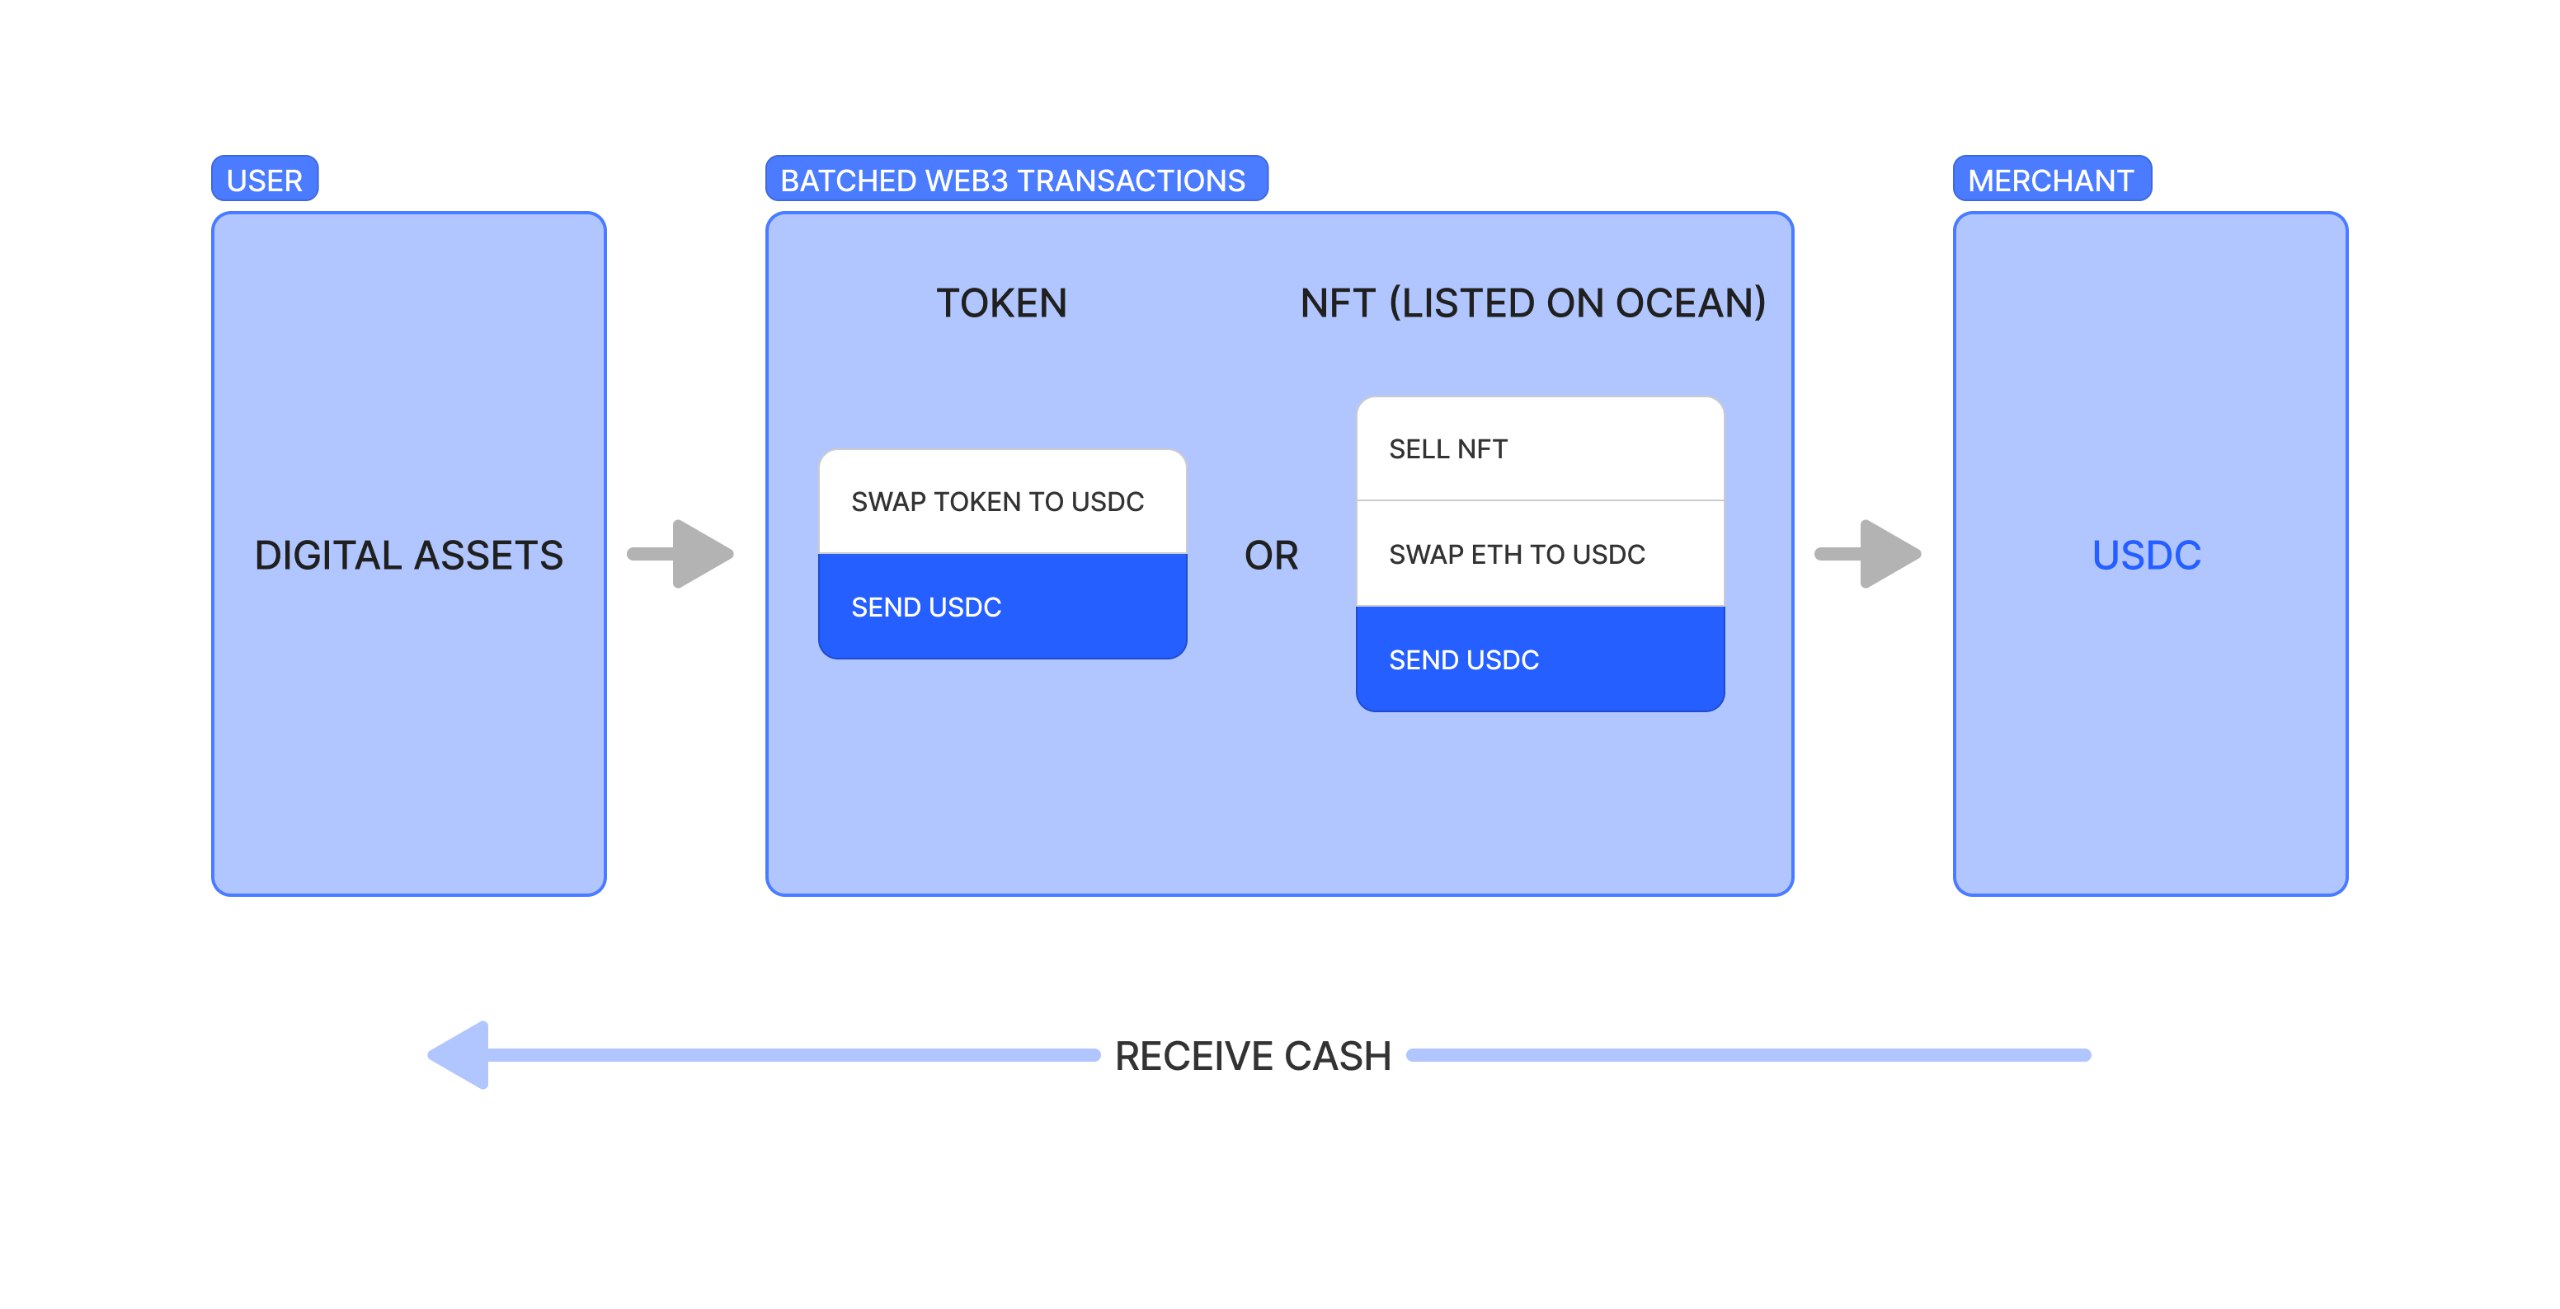 USER
DIGITAL ASSETS
BATCHED WEB3 TRANSACTIONS
TOKEN
SWAP TOKEN TO USDC
SEND USDC
OR
NFT (LISTED ON OCEAN)
SELL NFT
SWAP ETH TO USDC
SEND USDC
MERCHANT
USDC
RECEIVE CASH